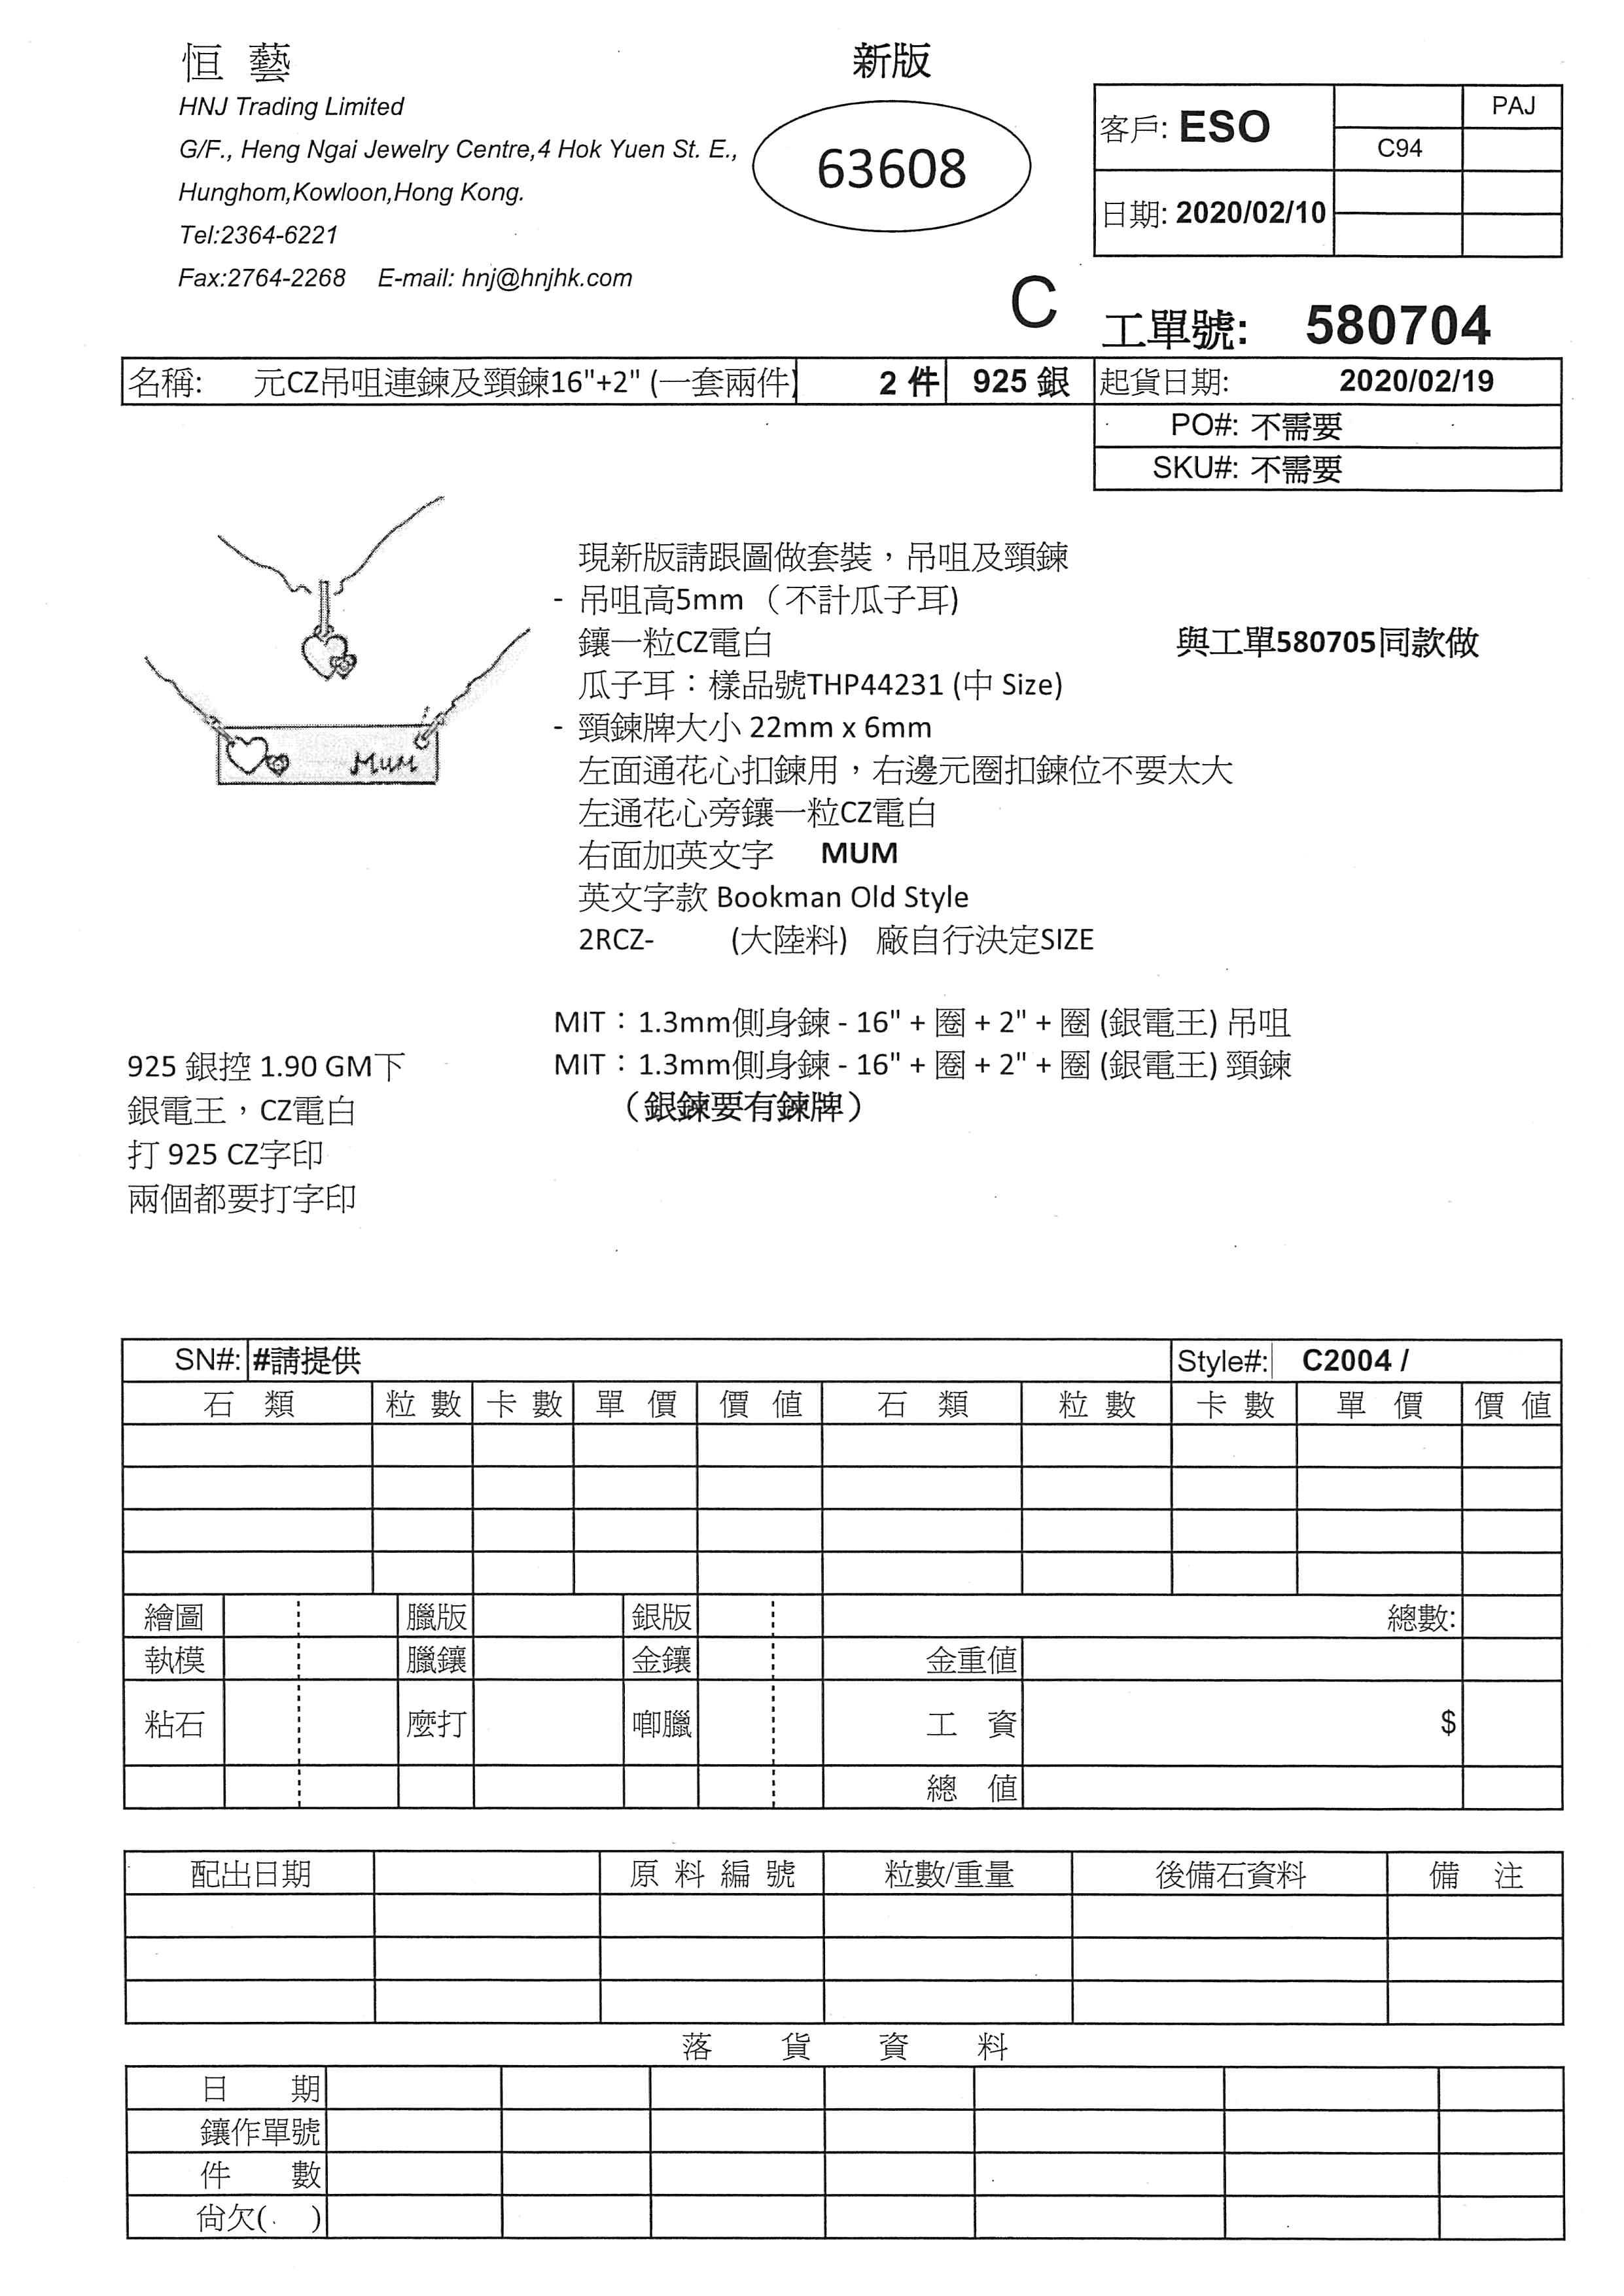 恒 藝
新版
HNJ Trading Limited
G/F., Heng Ngai Jewelry Centre,4 Hok Yuen St. E.,
Hunghom,Kowloon,Hong Kong.
Tel:2364-6221
Fax:2764-2268 E-mail: hnj@hnjhk.com
63608
客戶: ESO
PAJ
C94
日期: 2020/02/10
C 工單號: 580704
名稱: 元CZ吊咀連鍊及頸鍊16"+2" (一套兩件) 2 件 925 銀 起貨日期: 2020/02/19
PO#: 不需要
SKU#: 不需要
Mum
現新版請跟圖做套裝，吊咀及頸鍊
- 吊咀高5mm （不計瓜子耳)
鑲一粒CZ電白
與工單580705同款做
瓜子耳：樣品號THP44231 (中 Size)
- 頸鍊牌大小 22mm x 6mm
左面通花心扣鍊用，右邊元圈扣鍊位不要太大
左通花心旁鑲一粒CZ電白
右面加英文字 MUM
英文字款 Bookman Old Style
2RCZ- (大陸料) 廠自行決定SIZE
MIT：1.3mm側身鍊 - 16" + 圈 + 2" + 圈 (銀電王) 吊咀
MIT：1.3mm側身鍊 - 16" + 圈 + 2" + 圈 (銀電王) 頸鍊
（銀鍊要有鍊牌）
925 銀控 1.90 GM下
銀電王，CZ電白
打 925 CZ字印
兩個都要打字印
SN#: #請提供 Style#: C2004 /
石 類 粒 數 卡 數 單 價 價 值 石 類 粒 數 卡 數 單 價 價 值
繪圖 臘版 銀版 總數:
執模 臘鑲 金鑲 金重值
粘石 麼打 唧臘 工 資 $
總 值
配出日期 原 料 編 號 粒數/重量 後備石資料 備 注
落 貨 資 料
日 期
鑲作單號
件 數
尚欠( )